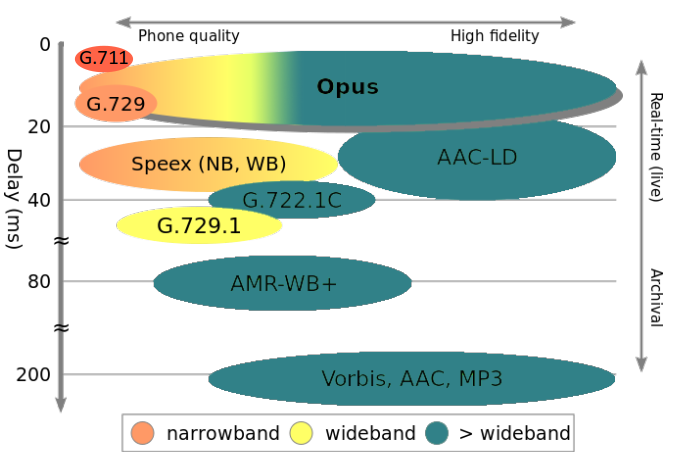 Phone quality
High fidelity
0
G.711
Opus
G.729
20
Speex (NB, WB)
AAC-LD
40
G.722.1C
G.729.1
80
AMR-WB+
200
Vorbis, AAC, MP3
Delay (ms)
Real-time (live)
Archival
narrowband
wideband
> wideband